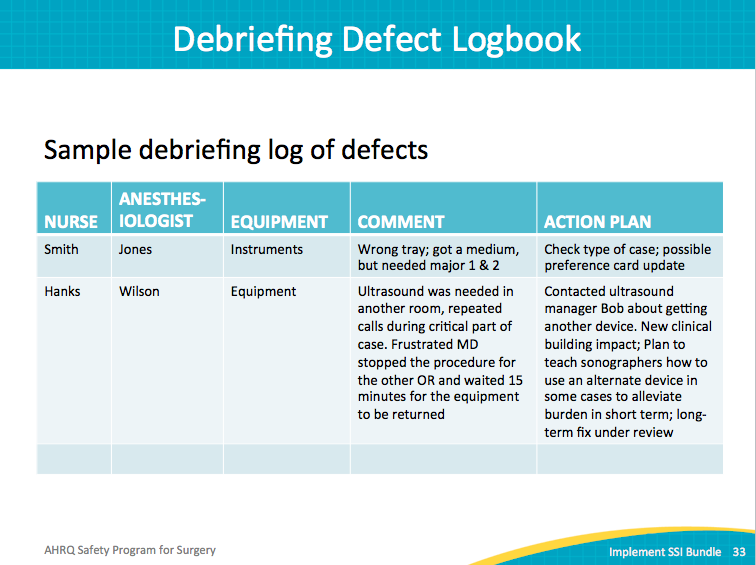 Debriefing Defect Logbook
Sample debriefing log of defects
NURSE
ANESTHES-
IOLOGIST
EQUIPMENT
COMMENT
ACTION PLAN
Smith
Jones
Instruments
Wrong tray; got a medium,
but needed major 1 & 2
Check type of case; possible
preference card update
Hanks
Wilson
Equipment
Ultrasound was needed in
another room, repeated
calls during critical part of
case. Frustrated MD
stopped the procedure for
the other OR and waited 15
minutes for the equipment
to be returned
Contacted ultrasound
manager Bob about getting
another device. New clinical
building impact; Plan to
teach sonographers how to
use an alternate device in
some cases to alleviate
burden in short term; long-
term fix under review
AHRQ Safety Program for Surgery
Implement SSI Bundle 33